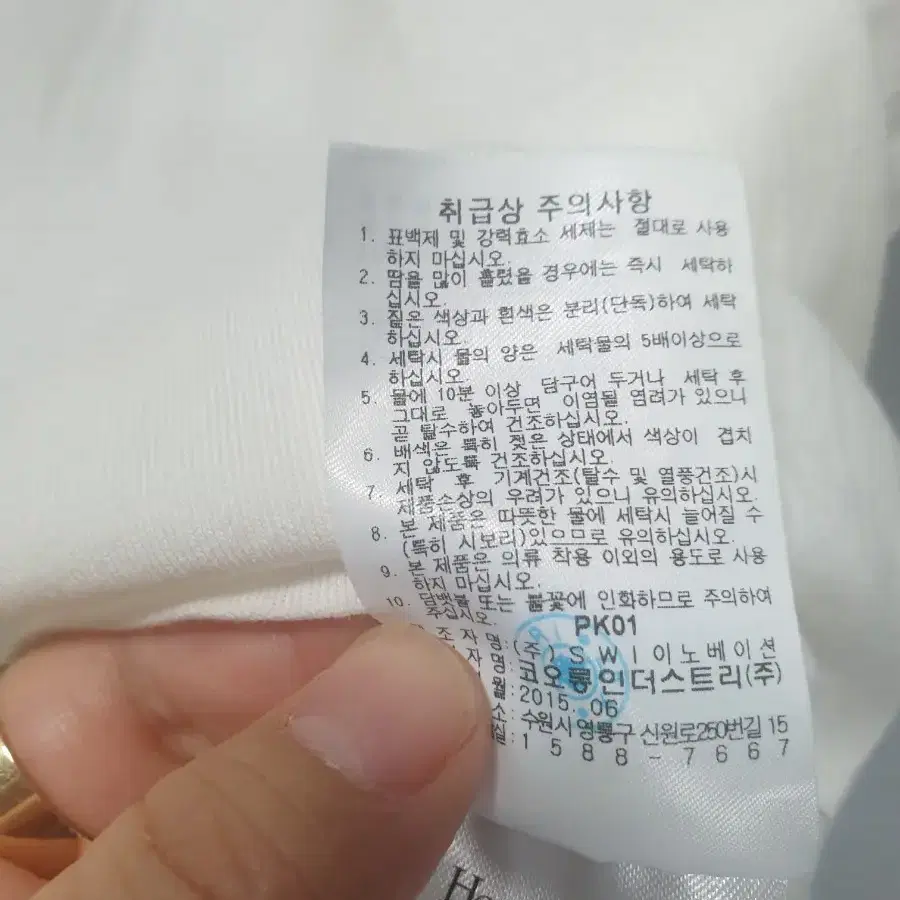 취급상 주의사항
1. 표백제 및 강력효소 세제는 절대로 사용
하지 마십시오.
2. 땀을 많이 흘렸을 경우에는 즉시 세탁하
십시오.
3. 짙은 색상과 흰색은 분리(단독)하여 세탁
하십시오.
4. 세탁시 물의 양은 세탁물의 5배이상으로
하십시오.
5. 물에 10분 이상 담구어 두거나 세탁 후
그대로 놓아두면 이염될 염려가 있으니
곧 탈수하여 건조하십시오.
6. 배색은 특히 젖은 상태에서 색상이 겹치
지 않도록 건조하십시오.
7. 세탁 후 기계건조(탈수 및 열풍건조)시
제품손상의 우려가 있으니 유의하십시오.
8. 본 제품은 따뜻한 물에 세탁시 늘어질 수
(특히 시보리)있으므로 유의하십시오.
9. 본 제품은 의류 착용 이외의 용도로 사용
하지 마십시오.
10. 담뱃불 또는 불꽃에 인화하므로 주의하여
주십시오.
PK01
조 자 명:(주) S W I 이노베이션
자 명:코오롱인더스트리(주)
월:2015. 06
소:수원시 영통구 신원로250번길 15
:1 5 8 8 - 7 6 6 7